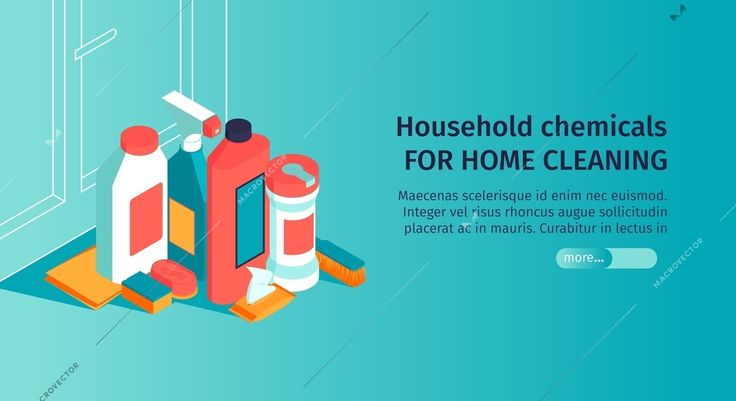 Household chemicals
FOR HOME CLEANING
Maecenas scelerisque id enim nec euismod.
Integer vel risus rhoncus augue sollicitudin
placerat ac in mauris. Curabitur in lectus in
more...
MACROVECTOR
MACROVECTOR
MACROVECTOR
MACROVECTOR